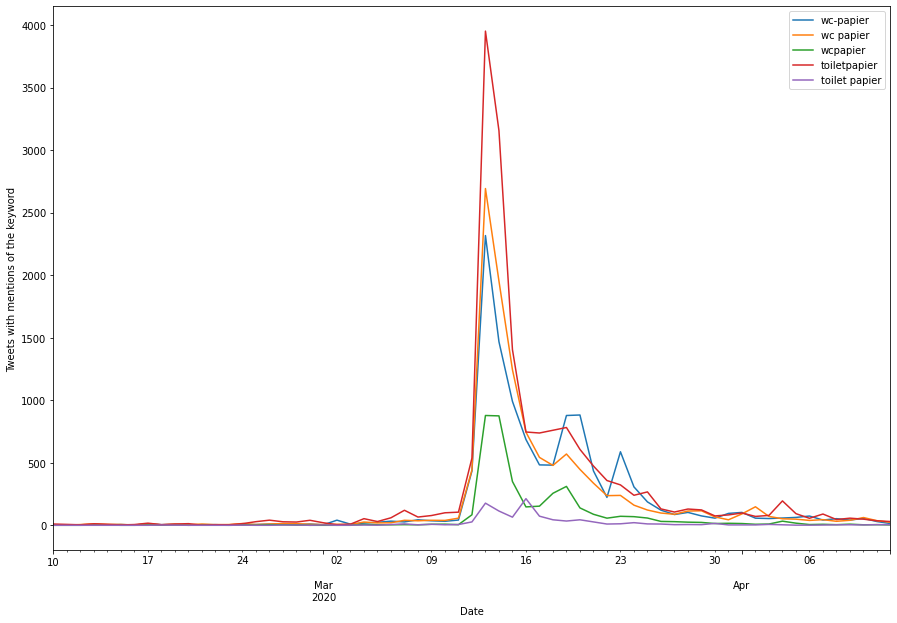 4000
3500
3000
2500
2000
1500
1000
500
0
Tweets with mentions of the keyword
wc-papier
wc papier
wcpapier
toiletpapier
toilet papier
10 17 24 02 09 16 23 30 06
Mar Apr
2020
Date